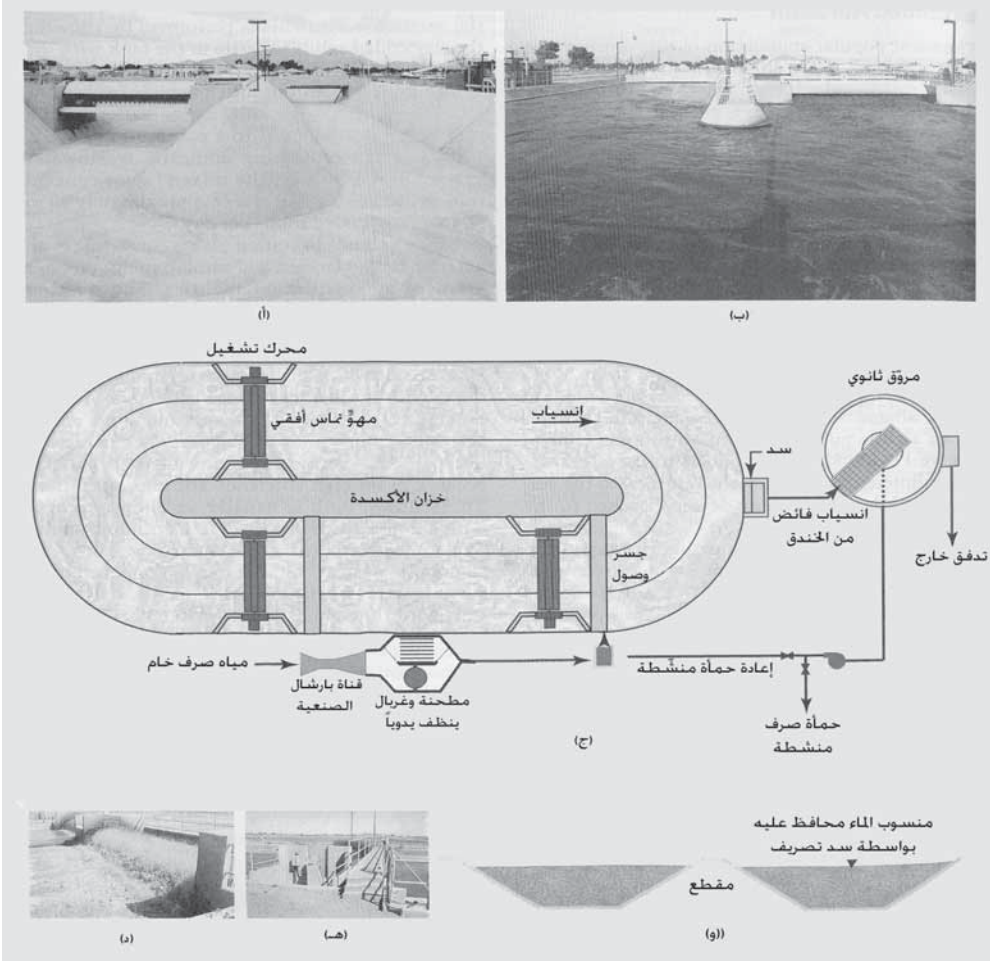 (أ)
(ب)
محرك تشغيل
مهوٍّ تماس أفقي
انسياب
مروّق ثانوي
سد
خزان الأكسدة
انسياب فائض
من الخندق
تدفق خارج
جسر
وصول
مياه صرف خام
قناة بارشال
الصنعية
مطحنة وغربال
ينظف يدوياً
إعادة حمأة منشّطة
حمأة صرف
منشطة
(ج)
منسوب الماء محافظ عليه
بواسطة سد تصريف
مقطع
(د)
(هـ)
((و)